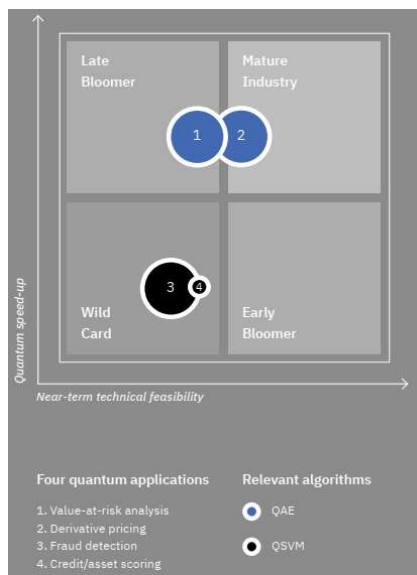 Late
Bloomer
Mature
Industry
1
2
3
4
Wild
Card
Early
Bloomer
Quantum speed-up
Near-term technical feasibility
Four quantum applications
1. Value-at-risk analysis
2. Derivative pricing
3. Fraud detection
4. Credit/asset scoring
Relevant algorithms
QAE
QSVM